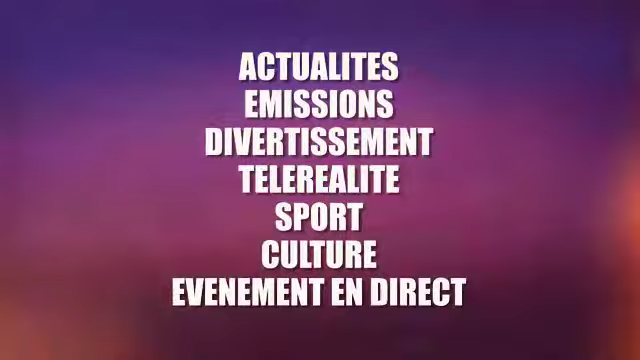 ACTUALITES
EMISSIONS
DIVERTISSEMENT
TELEREALITE
SPORT
CULTURE
EVENEMENT EN DIRECT